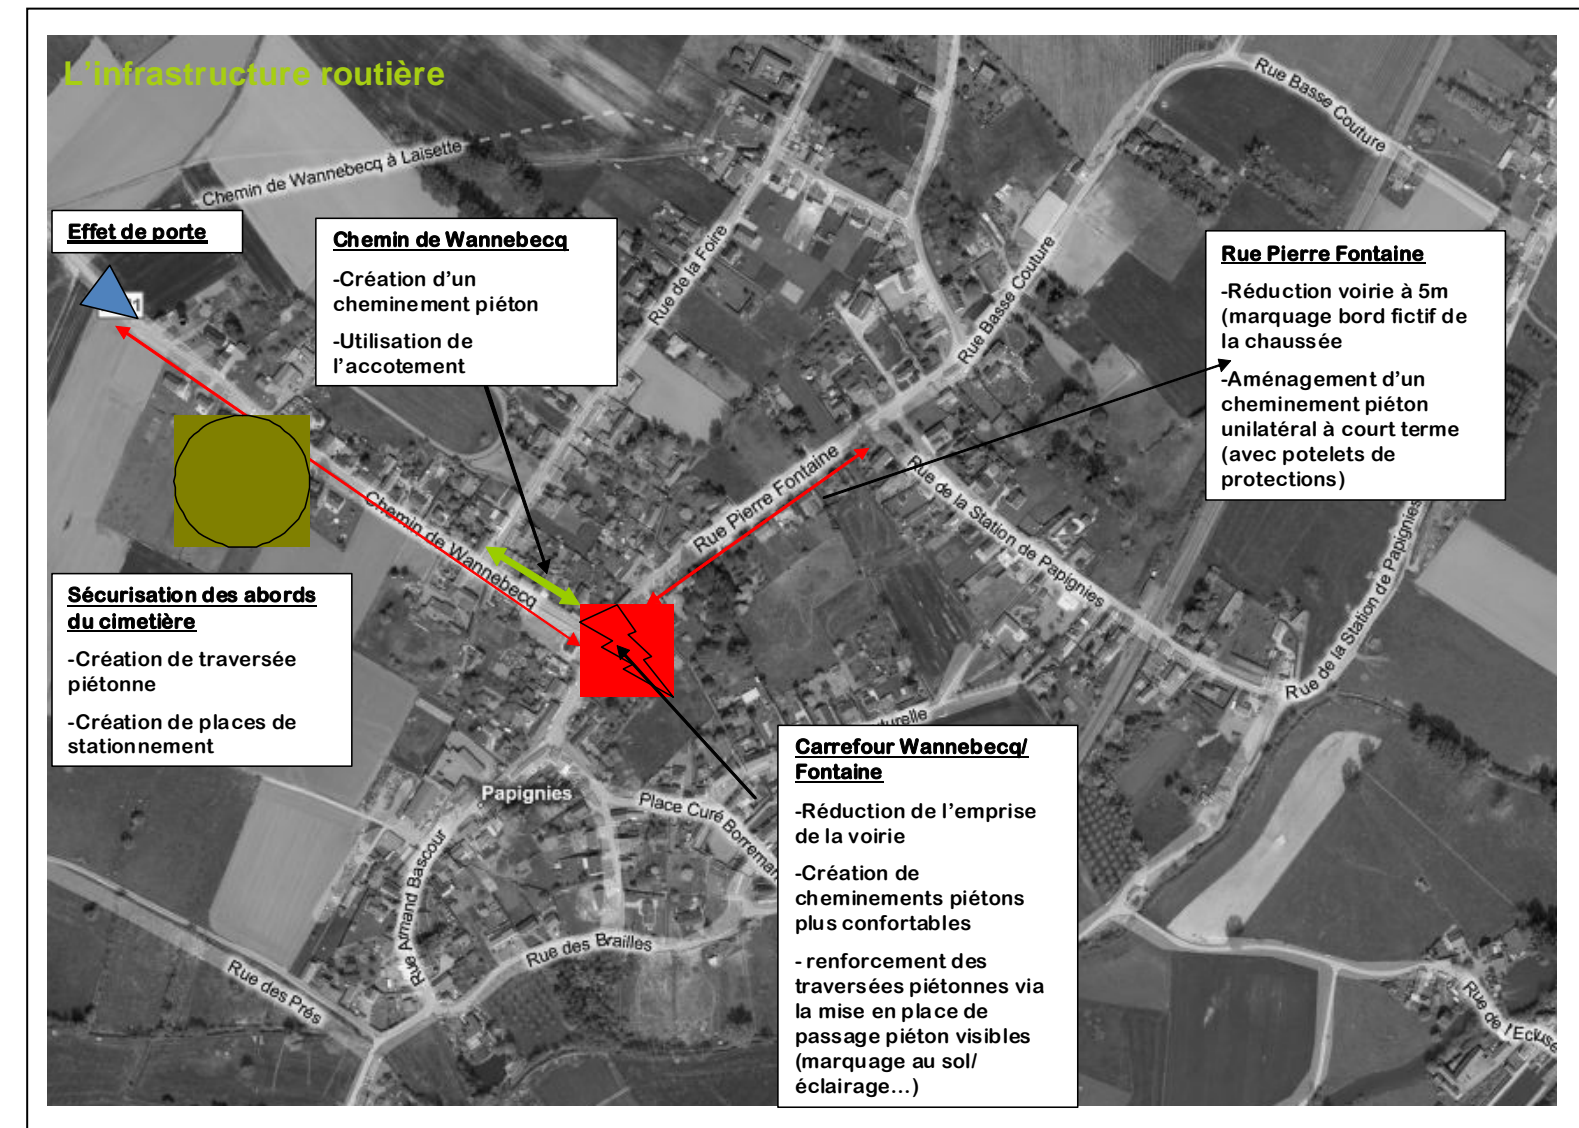 L'infrastructure routière
Rue Basse Couture
Chemin de Wannebecq à Laisette
Effet de porte
Chemin de Wannebecq
-Création d'un
cheminement piéton
-Utilisation de
l'accotement
Rue de la Foire
Rue Basse Couture
Rue Pierre Fontaine
-Réduction voirie à 5m
(marquage bord fictif de
la chaussée
-Aménagement d'un
cheminement piéton
unilatéral à court terme
(avec potelets de
protections)
Chemin de Wannebecq
Rue Pierre Fontaine
Rue de la Station de Papignies
Rue de la Station de Papignies
Sécurisation des abords
du cimetière
-Création de traversée
piétonne
-Création de places de
stationnement
Carrefour Wannebecq/
Fontaine
-Réduction de l'emprise
de la voirie
-Création de
cheminements piétons
plus confortables
- renforcement des
traversées piétonnes via
la mise en place de
passage piéton visibles
(marquage au sol/
éclairage…)
Papignies
Place Curé Borreman
Rue Armand Bascour
Rue des Brailles
Rue des Prés
Rue de l'Ecluse